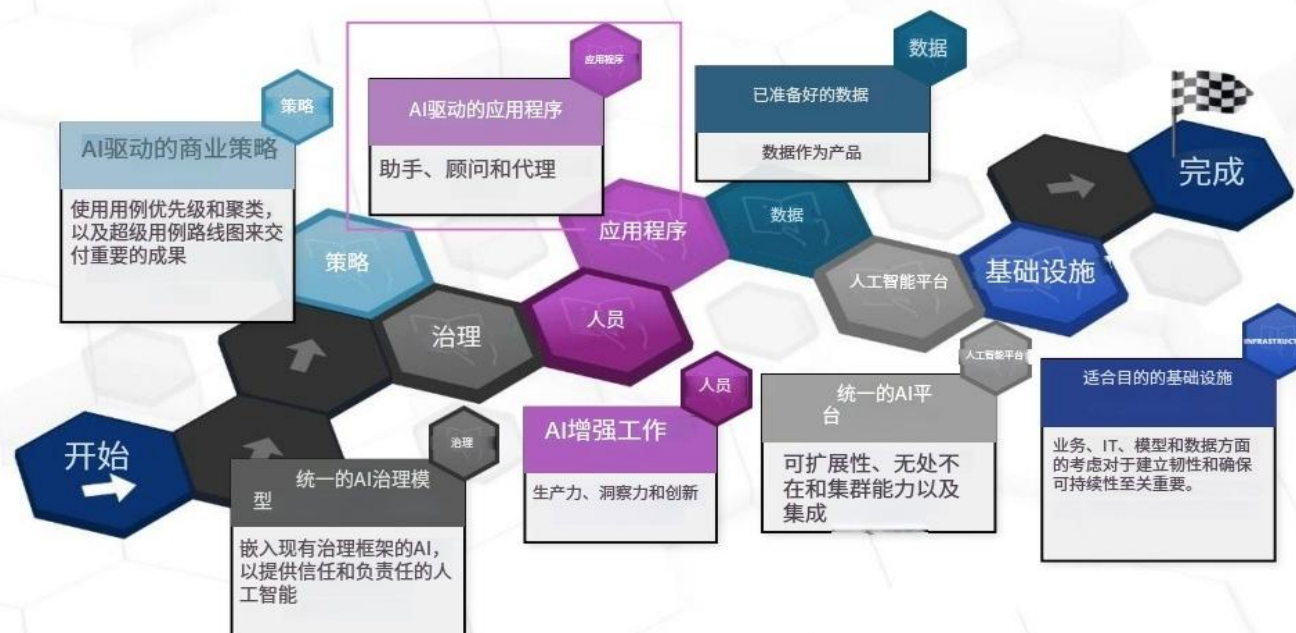 策略
AI驱动的商业策略
使用用例优先级和聚类，
以及超级用例路线图来交
付重要的成果
应用程序
AI驱动的应用程序
助手、顾问和代理
数据
已准备好的数据
数据作为产品
开始
策略
治理
人员
应用程序
数据
人工智能平台
基础设施
完成
治理
统一的AI治理模
型
嵌入现有治理框架的AI，
以提供信任和负责任的人
工智能
人员
AI增强工作
生产力、洞察力和创新
人工智能平台
统一的AI平
台
可扩展性、无处不
在和集群能力以及
集成
INFRASTRUCT
适合目的的基础设施
业务、IT、模型和数据方面
的考虑对于建立韧性和确保
可持续性至关重要。